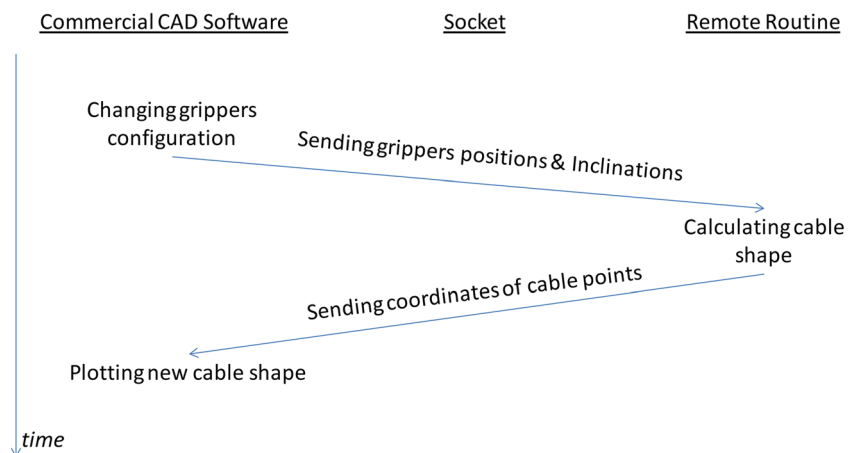 Commercial CAD Software
Socket
Remote Routine
Changing grippers
configuration
Sending grippers positions & Inclinations
Calculating cable
shape
Sending coordinates of cable points
Plotting new cable shape
time